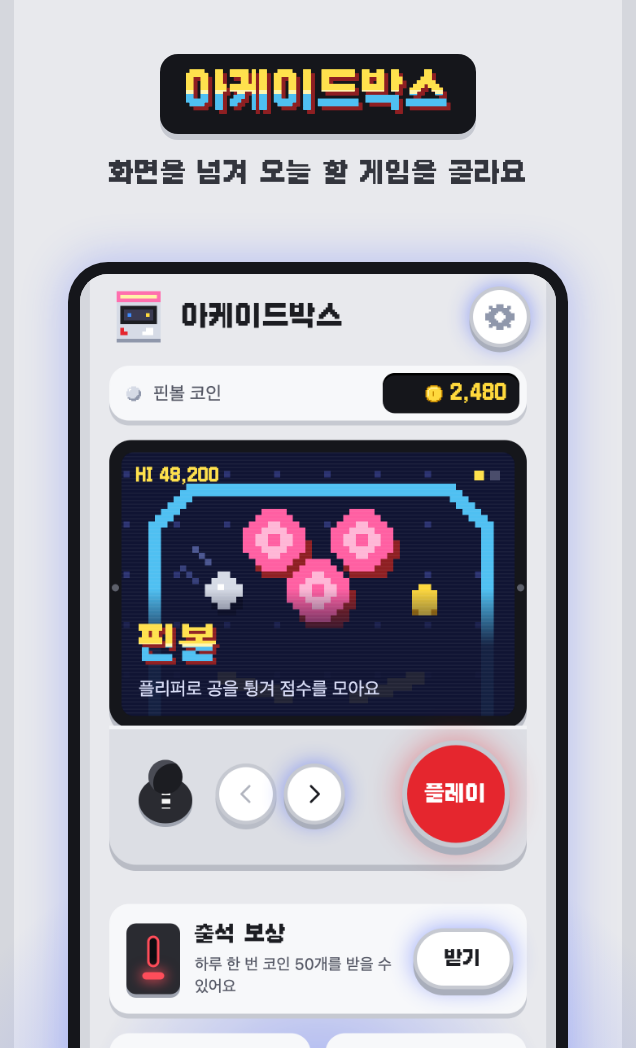 아케이드박스
화면을 넘겨 오늘 할 게임을 골라요
아케이드박스
핀볼 코인
2,480
HI 48,200
핀볼
플리퍼로 공을 튕겨 점수를 모아요
플레이
출석 보상
하루 한 번 코인 50개를 받을 수
있어요
받기